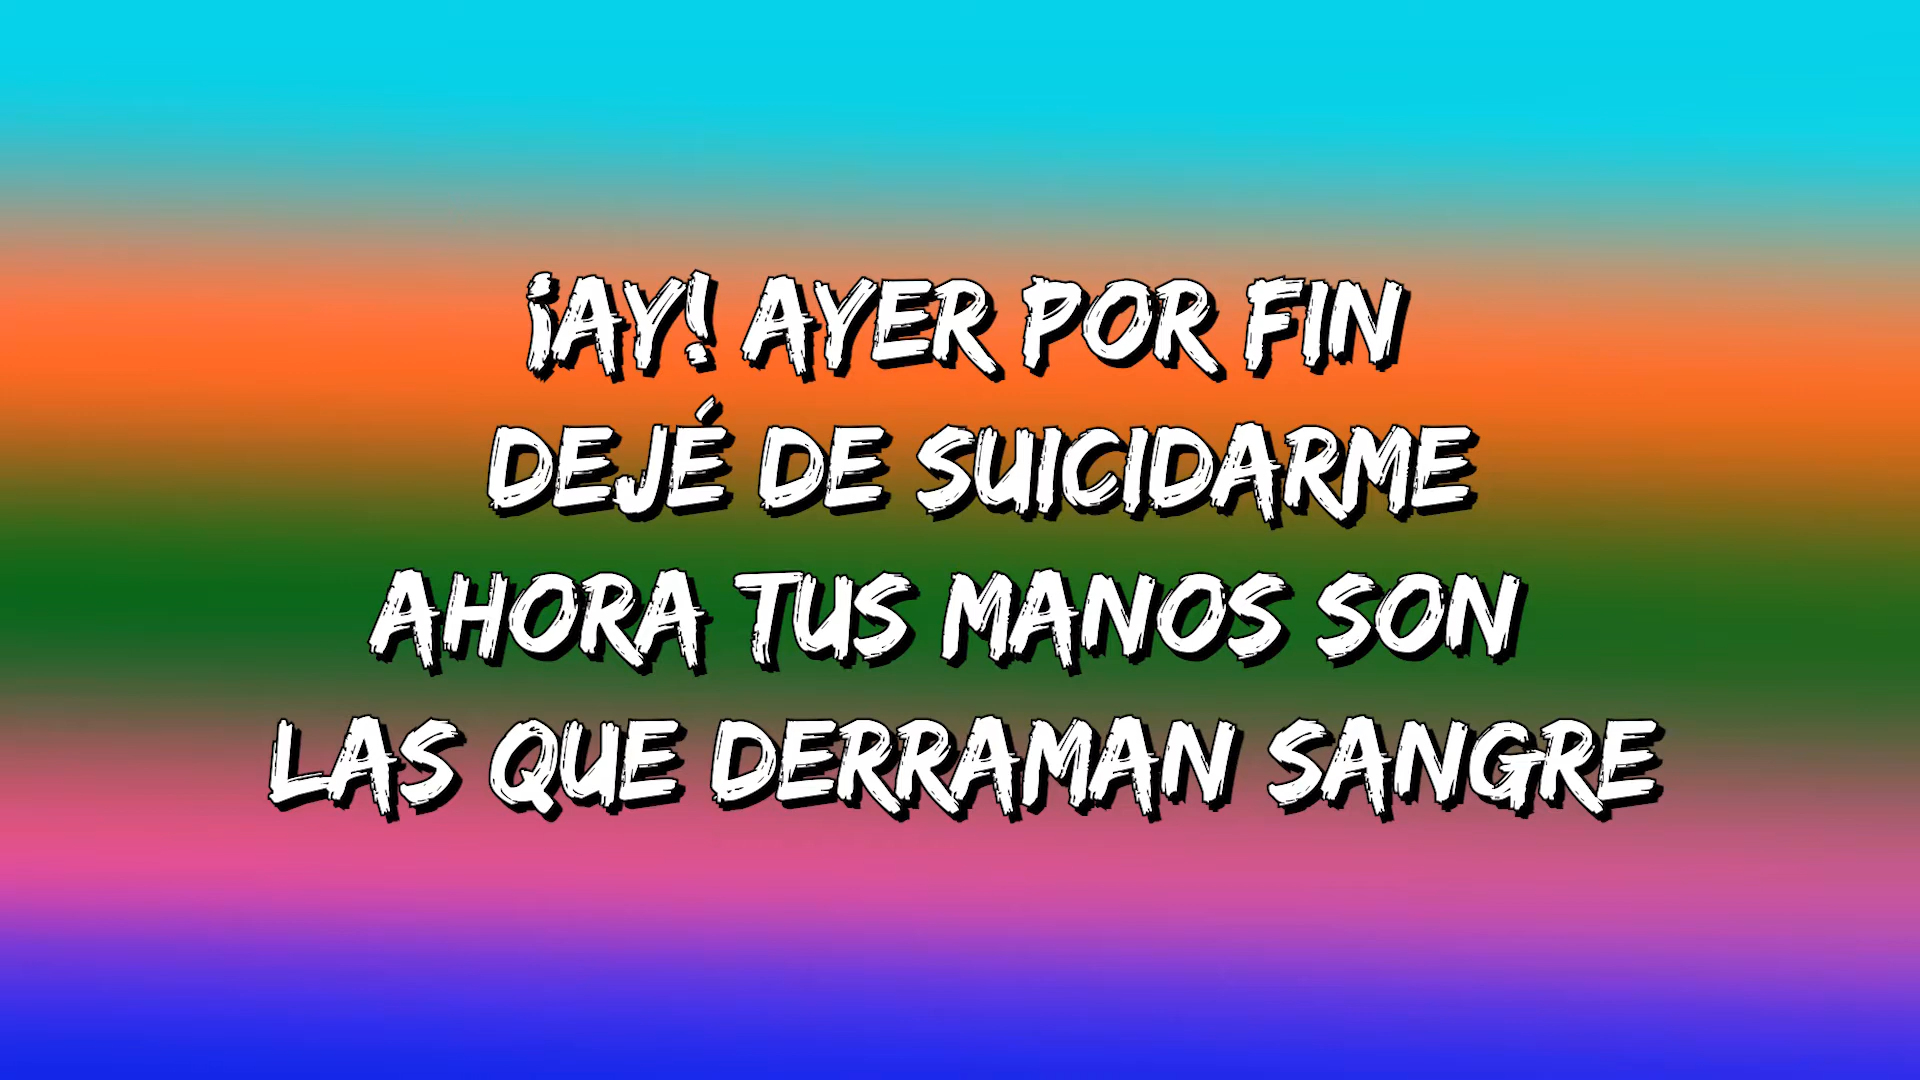 ¡AY! AYER POR FIN
DEJÉ DE SUICIDARME
AHORA TUS MANOS SON
LAS QUE DERRAMAN SANGRE